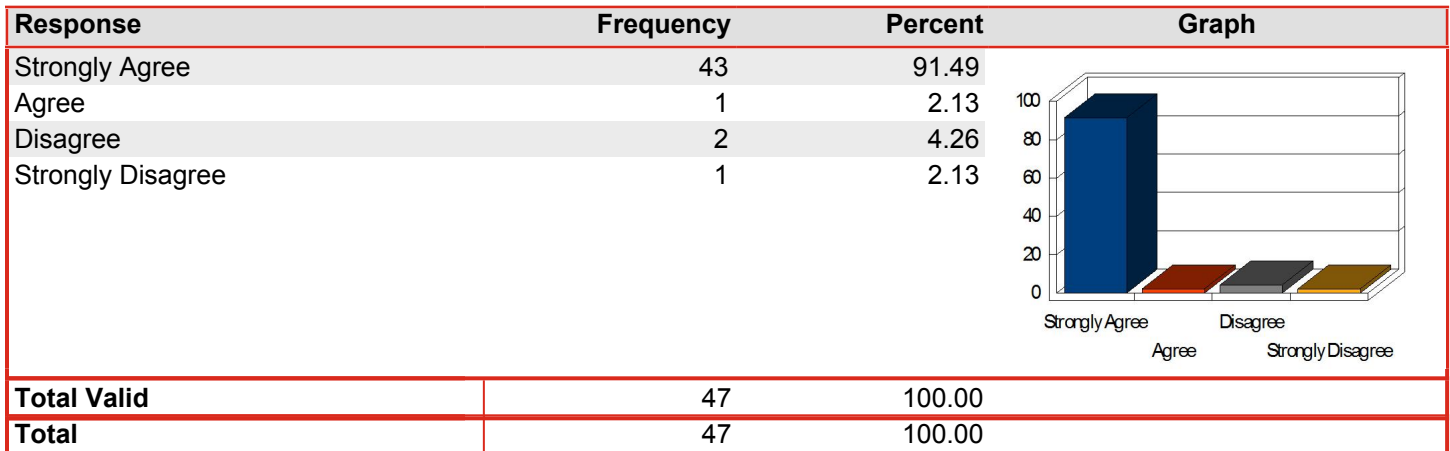 Response Frequency Percent Graph
Strongly Agree 43 91.49
Agree 1 2.13
Disagree 2 4.26
Strongly Disagree 1 2.13
100
80
60
40
20
0
Strongly Agree Disagree
Agree Strongly Disagree
Total Valid 47 100.00
Total 47 100.00